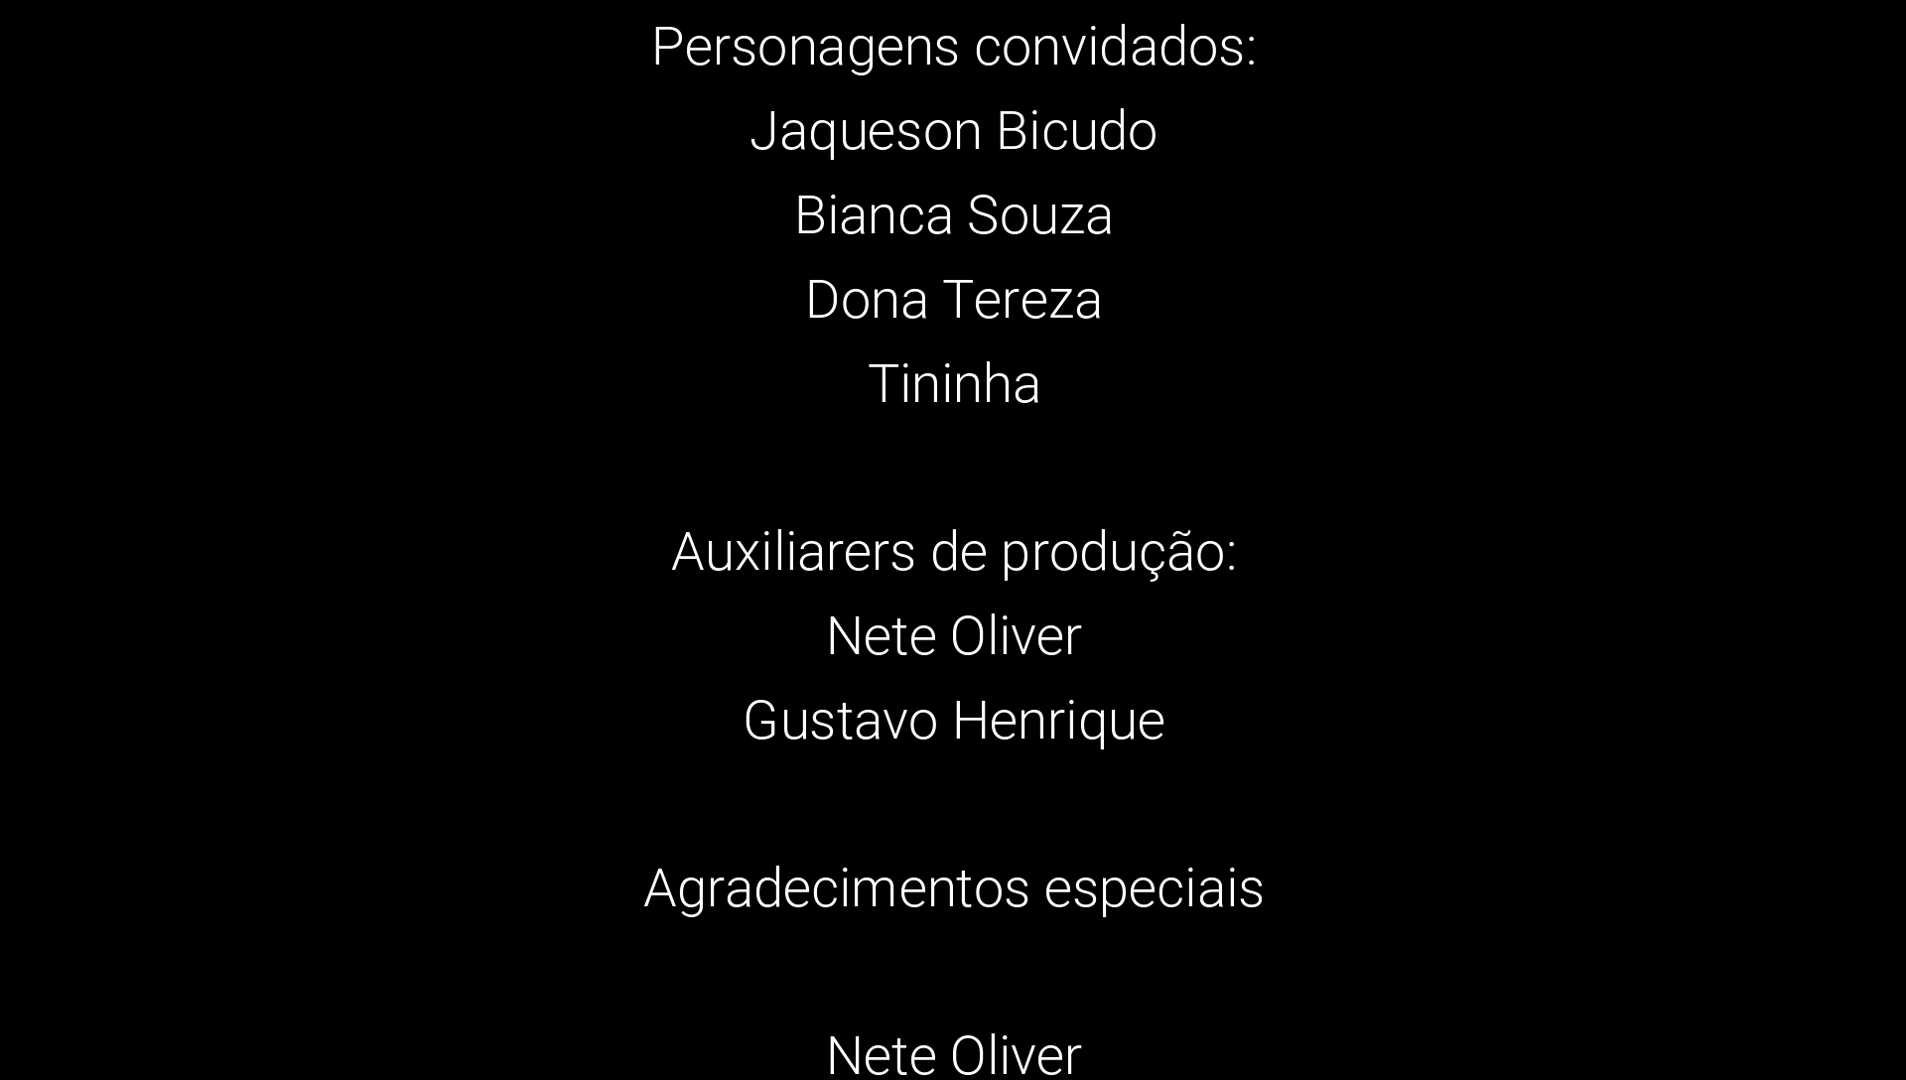 Personagens convidados:
Jaqueson Bicudo
Bianca Souza
Dona Tereza
Tininha
Auxiliarers de produção:
Nete Oliver
Gustavo Henrique
Agradecimentos especiais
Nete Oliver